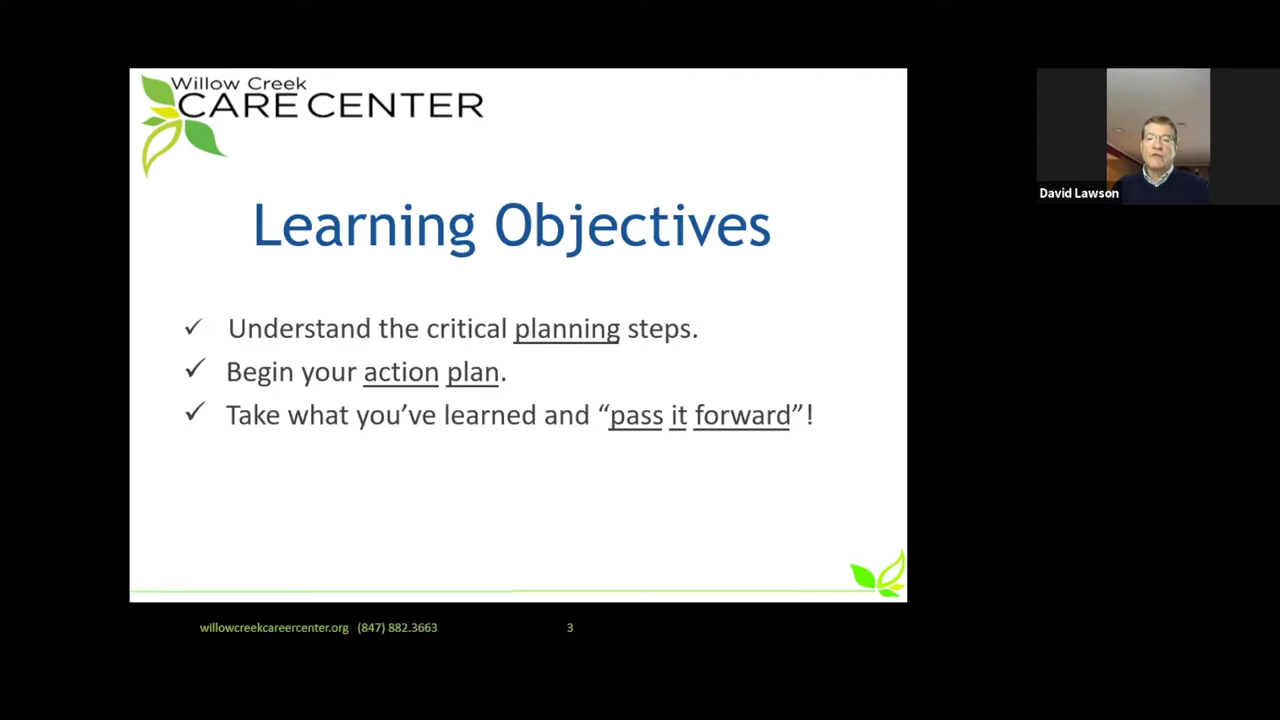 Willow Creek
CARE CENTER
David Lawson
Learning Objectives
✓ Understand the critical planning steps.
✓ Begin your action plan.
✓ Take what you’ve learned and “pass it forward”!
willowcreekcareercenter.org (847) 882.3663
3